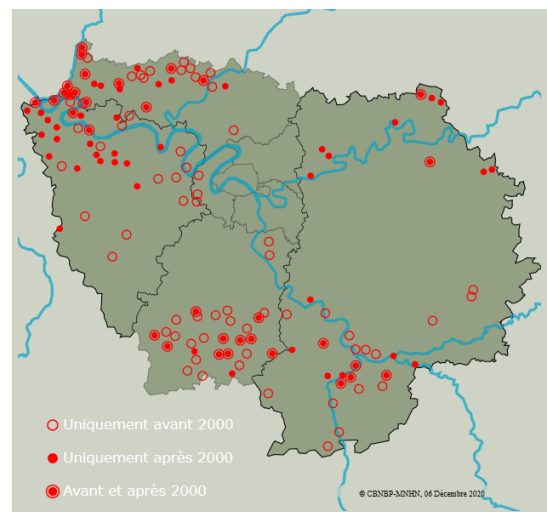 Uniquement avant 2000
Uniquement après 2000
Avant et après 2000
© CBNBP-MNHN, 06 Décembre 2020